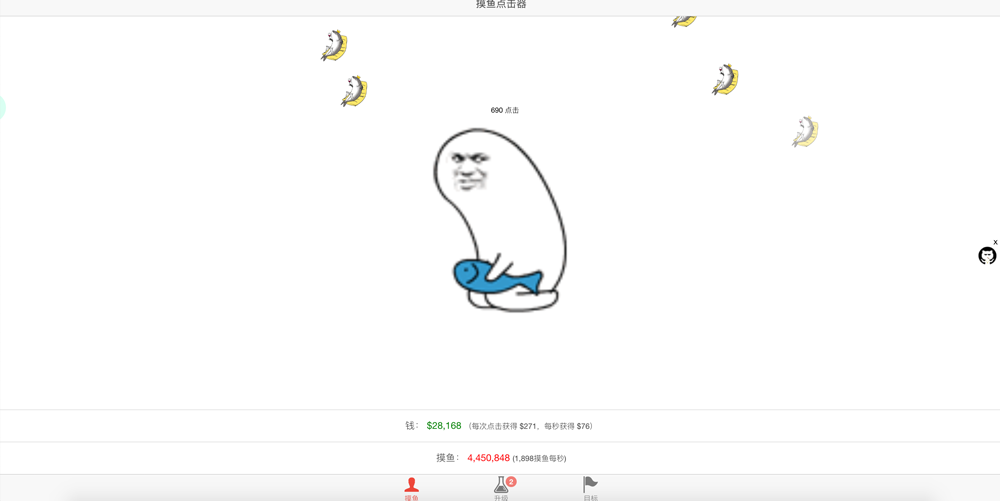 摸鱼点击器
690 点击
x
钱： $28,168 （每次点击获得 $271，每秒获得 $76）
摸鱼： 4,450,848 (1,898摸鱼每秒)
2
摸鱼 升级 目标